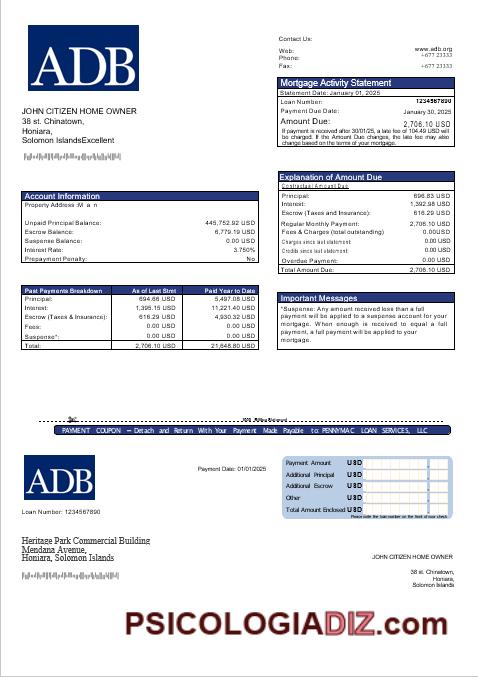 ADB
Contact Us:
Web: www.adb.org
Phone: +677 23333
Fax: +677 23333
Mortgage Activity Statement
Statement Date: January 01, 2025
Loan Number: 1234567890
Payment Due Date: January 30, 2025
Amount Due: 2,706.10 USD
If payment is received after 30/01/25, a late fee of 104.49 USD will
be charged. If the Amount Due changes, the late fee may also
change based on the terms of your mortgage.
JOHN CITIZEN HOME OWNER
38 st. Chinatown,
Honiara,
Solomon IslandsExcellent
Explanation of Amount Due
Contractual Amount Due
Principal: 696.83 USD
Interest: 1,392.98 USD
Escrow (Taxes and Insurance): 616.29 USD
Regular Monthly Payment: 2,706.10 USD
Fees & Charges (total outstanding) 0.00USD
Charges since last statement: 0.00 USD
Credits since last statement: 0.00 USD
Overdue Payment: 0.00 USD
Total Amount Due: 2,706.10 USD
Account Information
Property Address :M a n
Unpaid Principal Balance: 445,752.92 USD
Escrow Balance: 6,779.19 USD
Suspense Balance: 0.00 USD
Interest Rate: 3.750%
Prepayment Penalty: No
Past Payments Breakdown As of Last Stmt Paid Year to Date
Principal: 694.66 USD 5,497.08 USD
Interest: 1,395.15 USD 11,221.40 USD
Escrow (Taxes & Insurance): 616.29 USD 4,930.32 USD
Fees: 0.00 USD 0.00 USD
Suspense*: 0.00 USD 0.00 USD
Total: 2,706.10 USD 21,648.80 USD
Important Messages
*Suspense: Any amount received less than a full
payment will be applied to a suspense account for your
mortgage. When enough is received to equal a full
payment, a full payment will be applied to your
mortgage.
PAYMENT COUPON – Detach and Return With Your Payment Made Payable to: PENNYMAC LOAN SERVICES, LLC
ADB
Payment Date: 01/01/2025
Payment Amount USD
Additional Principal USD
Additional Escrow USD
Other USD
Total Amount Enclosed USD
Please write the loan number on the front of your check
Loan Number: 1234567890
Heritage Park Commercial Building
Mendana Avenue,
Honiara, Solomon Islands
JOHN CITIZEN HOME OWNER
38 st. Chinatown,
Honiara,
Solomon Islands
PSICOLOGIADIZ.com